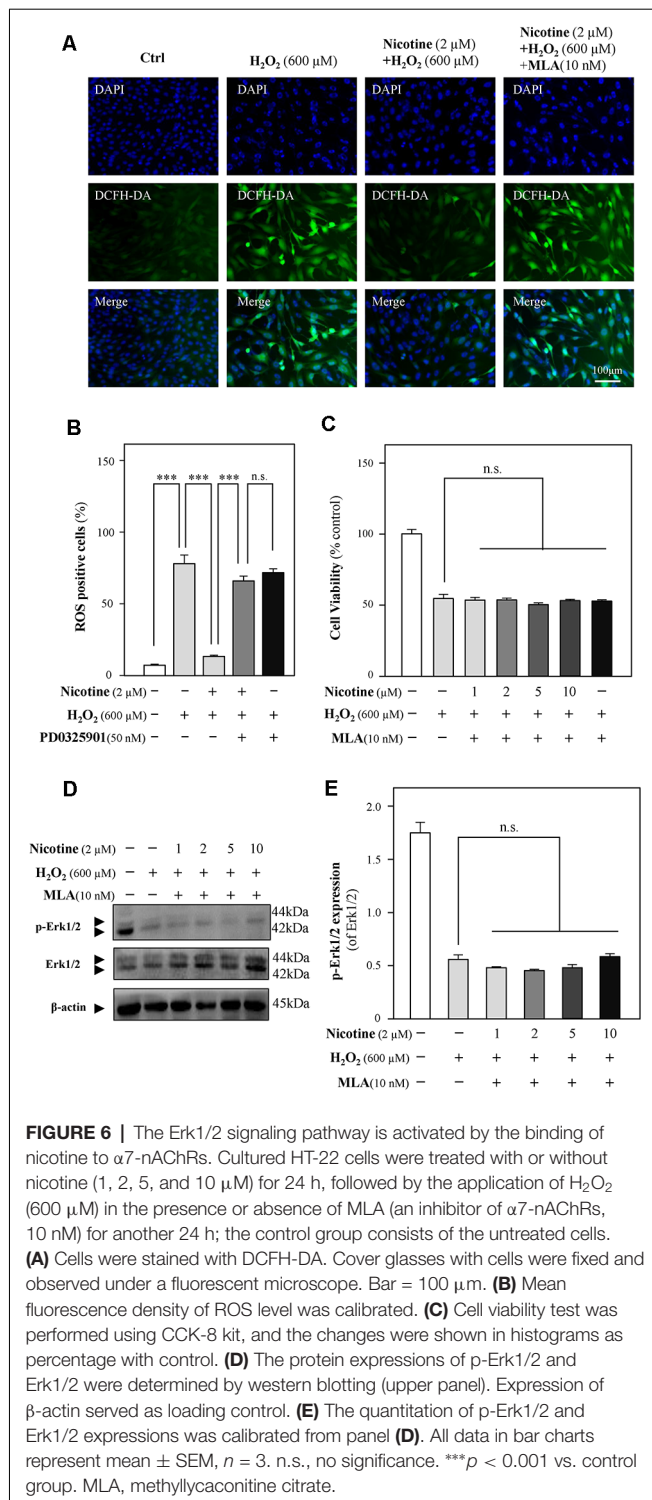 A
Ctrl
H₂O₂ (600 μM)
Nicotine (2 μM)
+H₂O₂ (600 μM)
Nicotine (2 μM)
+H₂O₂ (600 μM)
+MLA(10 nM)
DAPI DAPI DAPI DAPI
DCFH-DA DCFH-DA DCFH-DA DCFH-DA
Merge Merge Merge Merge
100μm
B
ROS positive cells (%)
150
100
50
0
*** *** *** n.s.
Nicotine (2 μM) − − + + −
H₂O₂ (600 μM) − + + + +
PD0325901(50 nM) − − − + +
C
Cell Viability (% control)
150
100
50
0
n.s.
Nicotine (μM) − − 1 2 5 10 −
H₂O₂ (600 μM) − + + + + + +
MLA(10 nM) − − + + + + +
D
Nicotine (2 μM) − − 1 2 5 10
H₂O₂ (600 μM) − + + + + +
MLA(10 nM) − − + + + +
p-Erk1/2 44kDa
42kDa
Erk1/2 44kDa
42kDa
β-actin 45kDa
E
p-Erk1/2 expression
(of Erk1/2)
2.0
1.5
1.0
0.5
0
n.s.
Nicotine (2 μM) − − 1 2 5 10
H₂O₂ (600 μM) − + + + + +
MLA(10 nM) − − + + + +
FIGURE 6 | The Erk1/2 signaling pathway is activated by the binding of
nicotine to α7-nAChRs. Cultured HT-22 cells were treated with or without
nicotine (1, 2, 5, and 10 μM) for 24 h, followed by the application of H₂O₂
(600 μM) in the presence or absence of MLA (an inhibitor of α7-nAChRs,
10 nM) for another 24 h; the control group consists of the untreated cells.
(A) Cells were stained with DCFH-DA. Cover glasses with cells were fixed and
observed under a fluorescent microscope. Bar = 100 μm. (B) Mean
fluorescence density of ROS level was calibrated. (C) Cell viability test was
performed using CCK-8 kit, and the changes were shown in histograms as
percentage with control. (D) The protein expressions of p-Erk1/2 and
Erk1/2 were determined by western blotting (upper panel). Expression of
β-actin served as loading control. (E) The quantitation of p-Erk1/2 and
Erk1/2 expressions was calibrated from panel (D). All data in bar charts
represent mean ± SEM, n = 3. n.s., no significance. ***p < 0.001 vs. control
group. MLA, methyllycaconitine citrate.